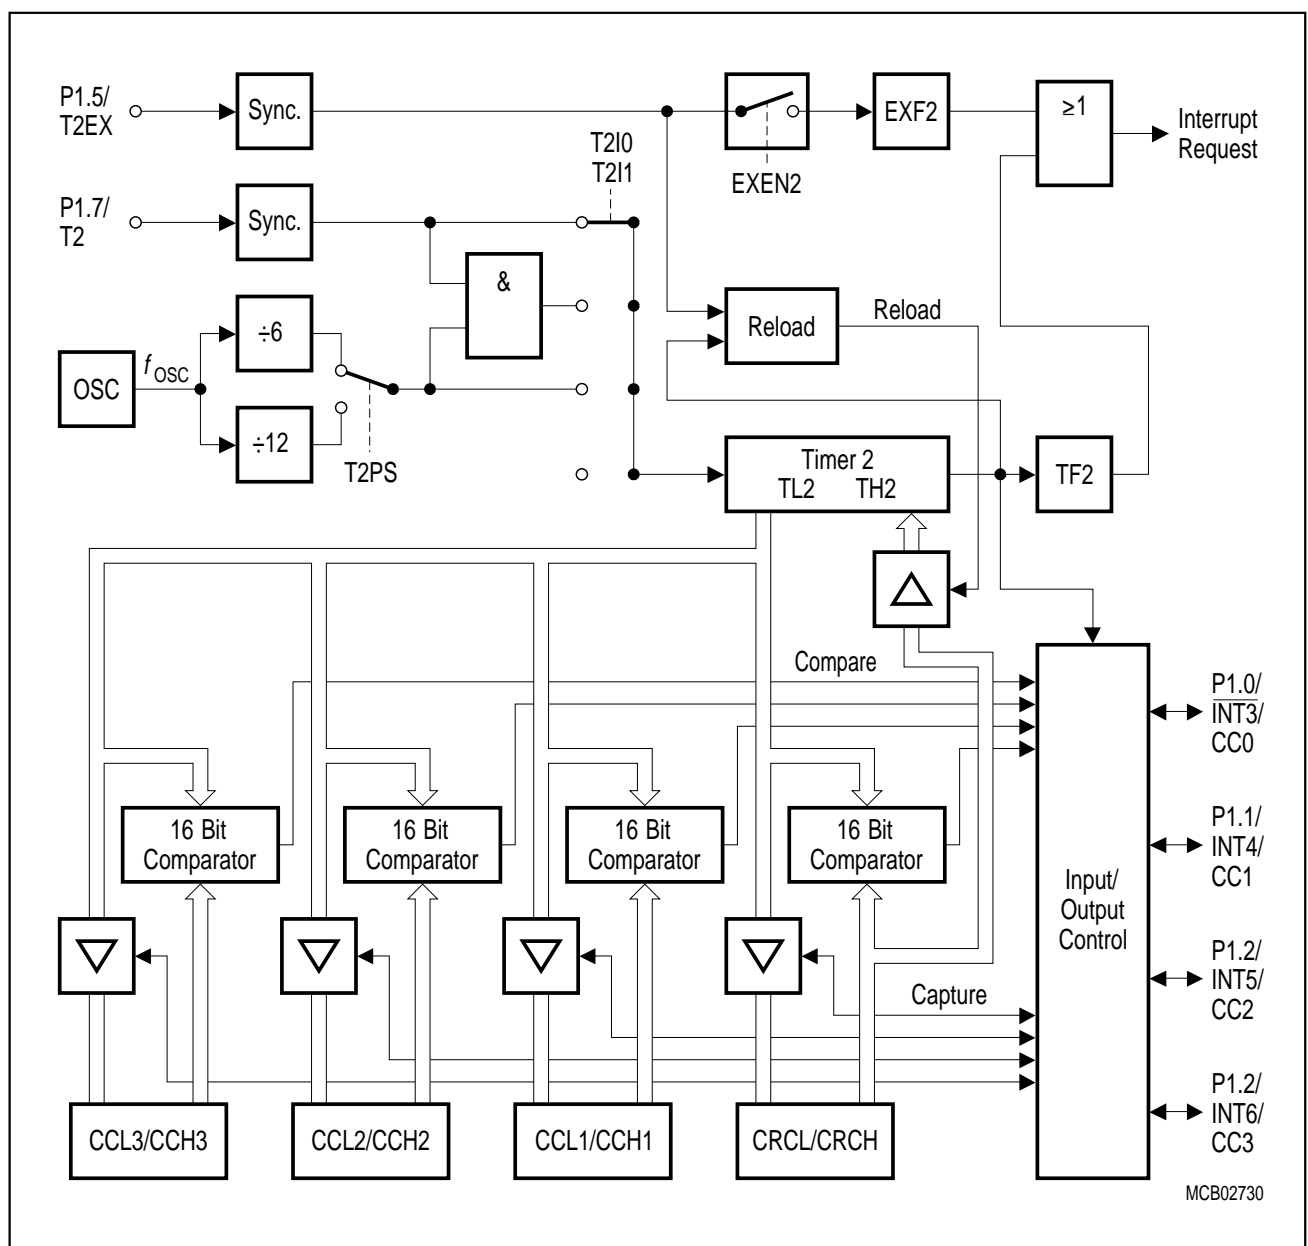 P1.5/
T2EX
Sync.
EXEN2
EXF2
≥1
Interrupt
Request
P1.7/
T2
Sync.
T2I0
T2I1
&
÷6
OSC
f OSC
÷12
T2PS
Reload
Reload
Timer 2
TL2 TH2
TF2
Compare
16 Bit
Comparator
16 Bit
Comparator
16 Bit
Comparator
16 Bit
Comparator
Capture
CCL3/CCH3
CCL2/CCH2
CCL1/CCH1
CRCL/CRCH
Input/
Output
Control
P1.0/
INT3/
CC0
P1.1/
INT4/
CC1
P1.2/
INT5/
CC2
P1.2/
INT6/
CC3
MCB02730